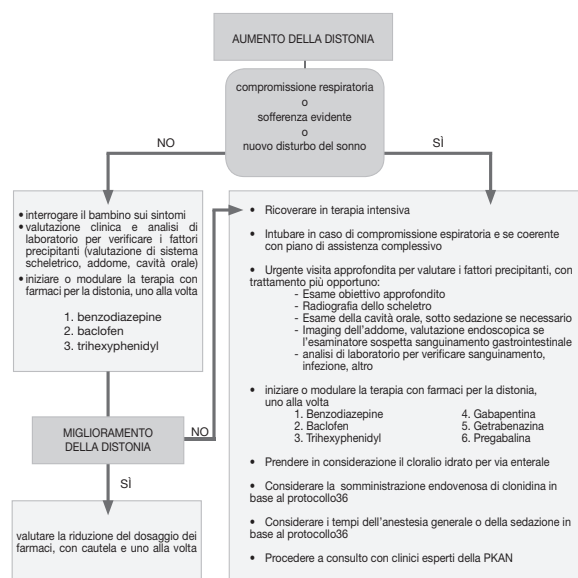 AUMENTO DELLA DISTONIA
compromissione respiratoria
o
sofferenza evidente
o
nuovo disturbo del sonno
NO
SÌ
• interrogare il bambino sui sintomi
• valutazione clinica e analisi di
laboratorio per verificare i fattori
precipitanti (valutazione di sistema
scheletrico, addome, cavità orale)
• iniziare o modulare la terapia con
farmaci per la distonia, uno alla volta
1. benzodiazepine
2. baclofen
3. trihexyphenidyl
MIGLIORAMENTO
DELLA DISTONIA
NO
SÌ
valutare la riduzione del dosaggio dei
farmaci, con cautela e uno alla volta
• Ricoverare in terapia intensiva
• Intubare in caso di compromissione espiratoria e se coerente
con piano di assistenza complessivo
• Urgente visita approfondita per valutare i fattori precipitanti, con
trattamento più opportuno:
- Esame obiettivo approfondito
- Radiografia dello scheletro
- Esame della cavità orale, sotto sedazione se necessario
- Imaging dell'addome, valutazione endoscopica se
l'esaminatore sospetta sanguinamento gastrointestinale
- analisi di laboratorio per verificare sanguinamento,
infezione, altro
• iniziare o modulare la terapia con farmaci per la distonia,
uno alla volta
1. Benzodiazepine 4. Gabapentina
2. Baclofen 5. Getrabenazina
3. Trihexyphenidyl 6. Pregabalina
• Prendere in considerazione il cloralio idrato per via enterale
• Considerare la somministrazione endovenosa di clonidina in
base al protocollo36
• Considerare i tempi dell'anestesia generale o della sedazione in
base al protocollo36
• Procedere a consulto con clinici esperti della PKAN